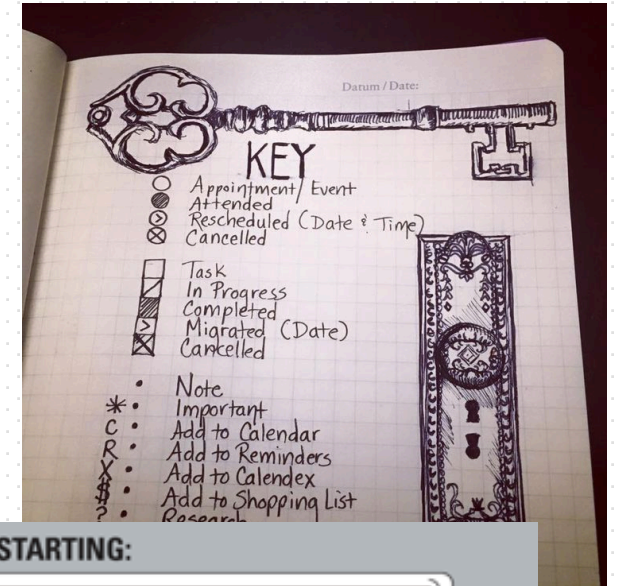 Datum / Date:
KEY
Appointment/ Event
Attended
Rescheduled (Date & Time)
Cancelled
Task
In Progress
Completed
Migrated (Date)
Cancelled
• Note
* • Important
C • Add to Calendar
R • Add to Reminders
X • Add to Calendex
$ • Add to Shopping List
? • Research
STARTING: